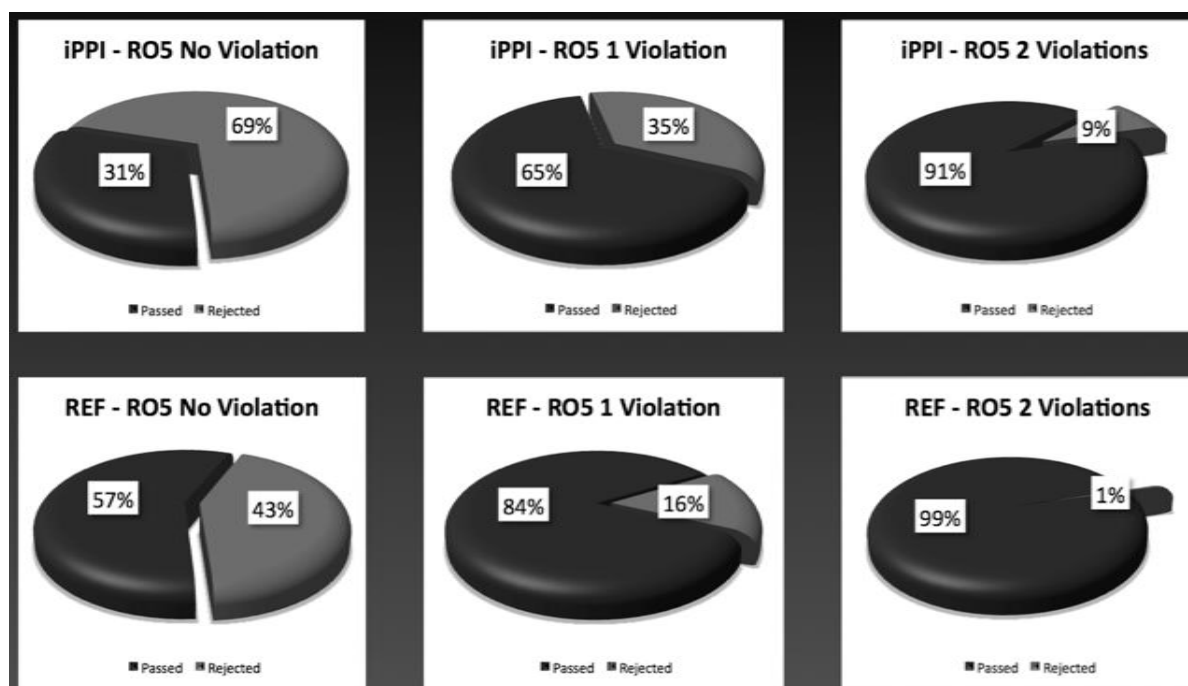 iPPI - RO5 No Violation
69%
31%
Passed Rejected
iPPI - RO5 1 Violation
35%
65%
Passed Rejected
iPPI - RO5 2 Violations
9%
91%
Passed Rejected
REF - RO5 No Violation
57%
43%
Passed Rejected
REF - RO5 1 Violation
84%
16%
Passed Rejected
REF - RO5 2 Violations
1%
99%
Passed Rejected